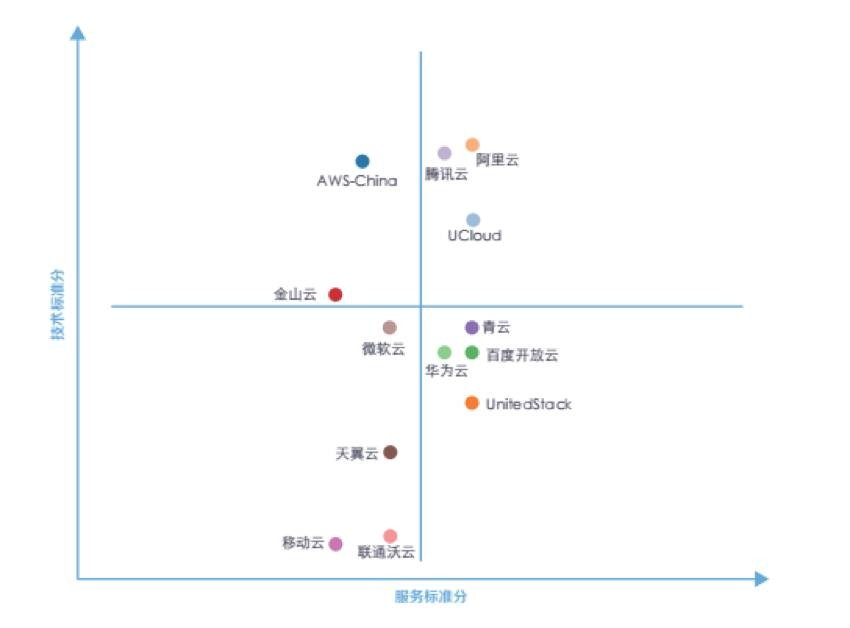 阿里云
腾讯云
AWS-China
UCloud
金山云
技术标准分
青云
微软云
百度开放云
华为云
UnitedStack
天翼云
移动云
联通沃云
服务标准分